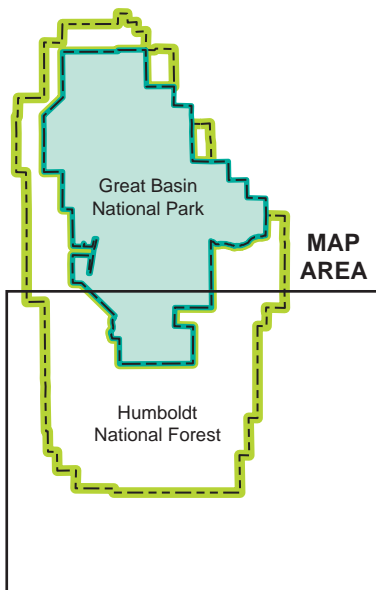 Great Basin
National Park
MAP
AREA
Humboldt
National Forest